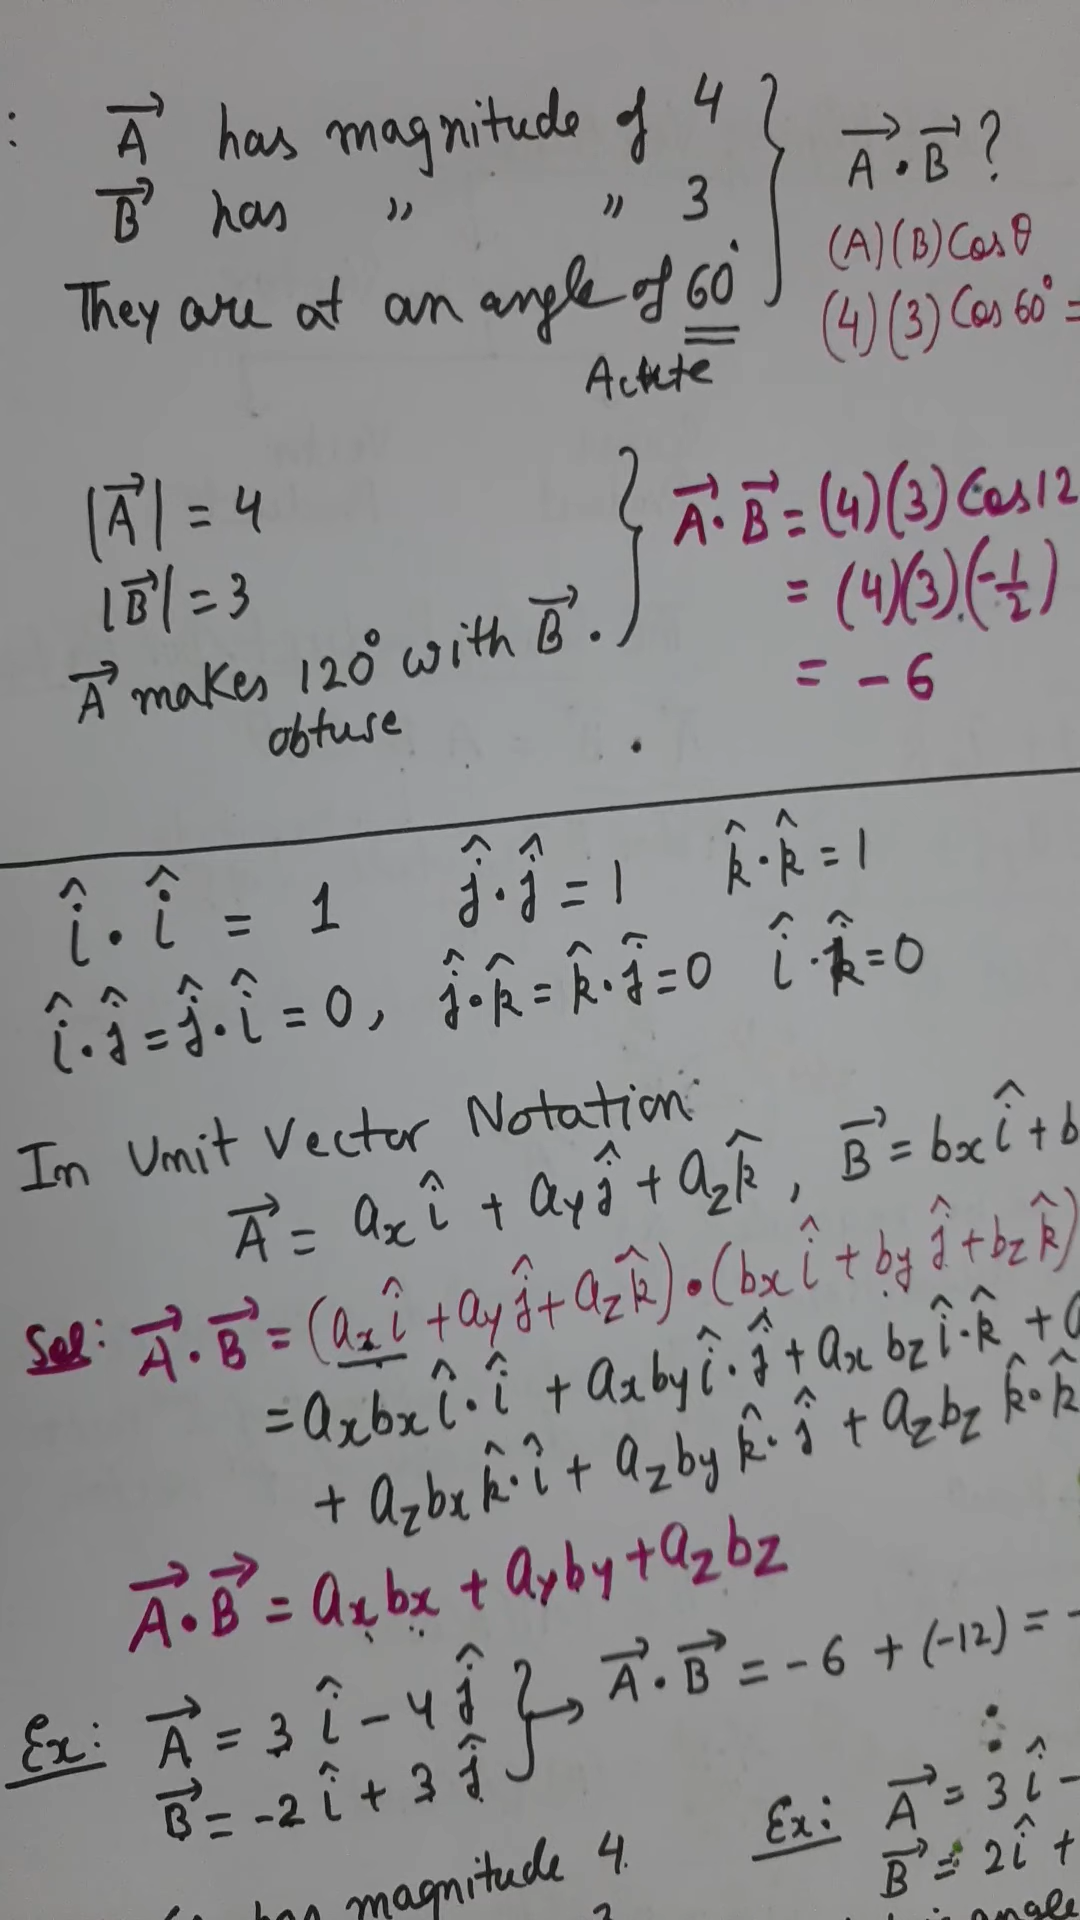 :
A⃗ has magnitude of 4
B⃗ has " " 3
They are at an angle of 60°
Acute
A⃗ . B⃗ ?
(A)(B) Cos θ
(4)(3) Cos 60° =
|A⃗| = 4
|B⃗| = 3
A⃗ makes 120° with B⃗ .
obtuse
A⃗ . B⃗ = (4)(3) Cos 12
= (4)(3).(-1/2)
= - 6
î . î = 1 ĵ . ĵ = 1 k̂ . k̂ = 1
î . ĵ = ĵ . î = 0 , ĵ . k̂ = k̂ . ĵ = 0 î . k̂ = 0
In Unit Vector Notation
A⃗ = ax î + ay ĵ + az k̂ , B⃗ = bx î + b
Sol: A⃗ . B⃗ = (ax î + ay ĵ + az k̂) • (bx î + by ĵ + bz k̂)
= ax bx î . î + ax by î . ĵ + ax bz î . k̂ + a
+ az bx k̂ . î + az by k̂ . ĵ + az bz k̂ . k̂
A⃗ . B⃗ = ax bx + ay by + az bz
Ex: A⃗ = 3 î - 4 ĵ
B⃗ = -2 î + 3 ĵ
A⃗ . B⃗ = - 6 + (-12) = -
Ex: A⃗ = 3 î -
B⃗ = 2 î +
has magnitude 4
angle